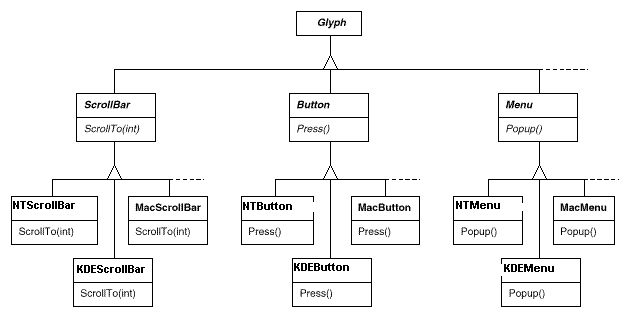 Glyph
ScrollBar
ScrollTo(int)
Button
Press()
Menu
Popup()
NTScrollBar
ScrollTo(int)
MacScrollBar
ScrollTo(int)
NTButton
Press()
MacButton
Press()
NTMenu
Popup()
MacMenu
Popup()
KDEScrollBar
ScrollTo(int)
KDEButton
Press()
KDEMenu
Popup()